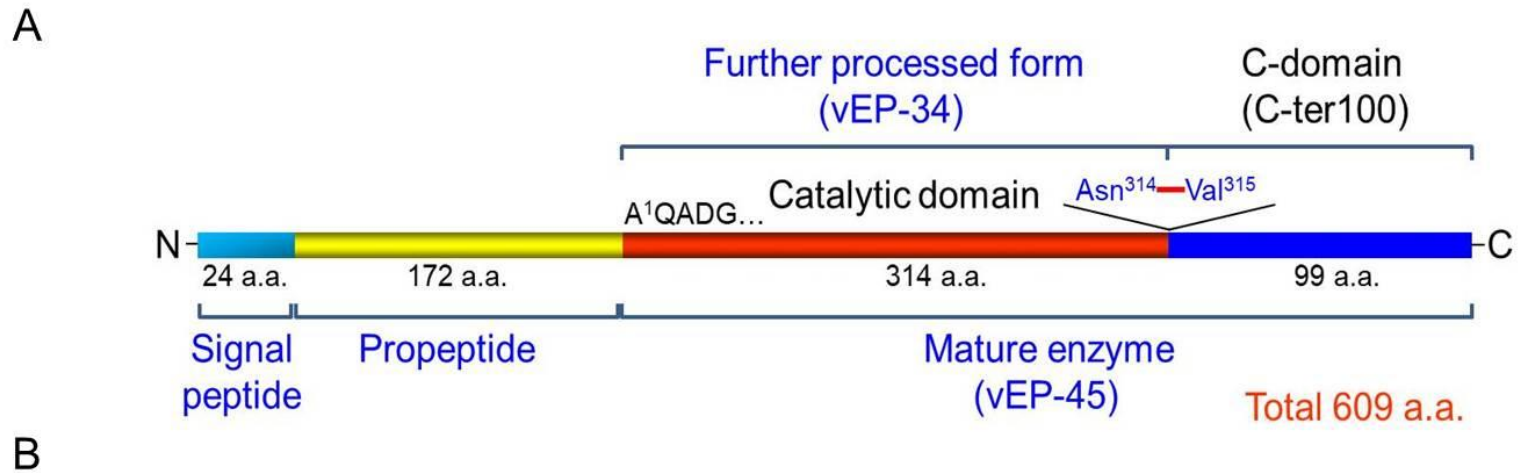 A
Further processed form
(vEP-34)
C-domain
(C-ter100)
A¹QADG... Catalytic domain
Asn³¹⁴—Val³¹⁵
N
C
24 a.a.
172 a.a.
314 a.a.
99 a.a.
Signal
peptide
Propeptide
Mature enzyme
(vEP-45)
Total 609 a.a.
B